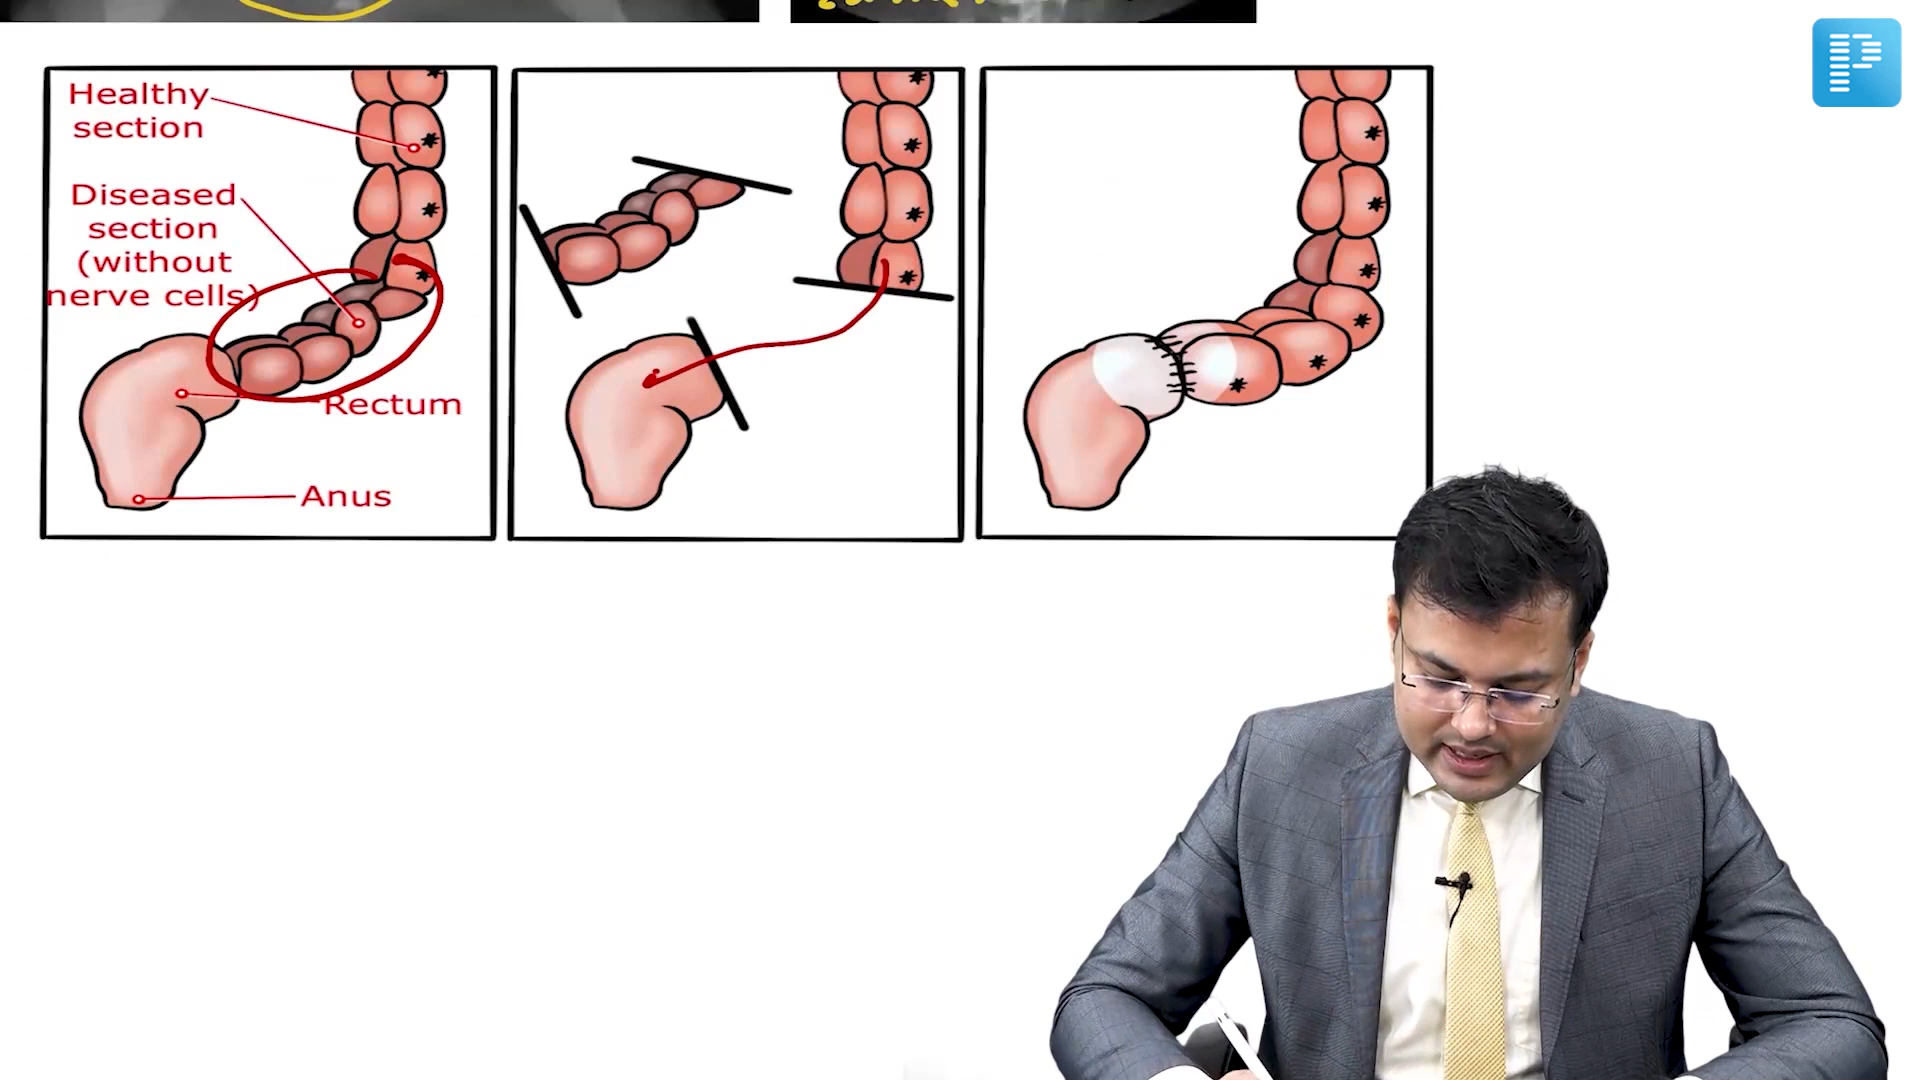 Healthy
section
Diseased
section
(without
nerve cells)
Rectum
Anus